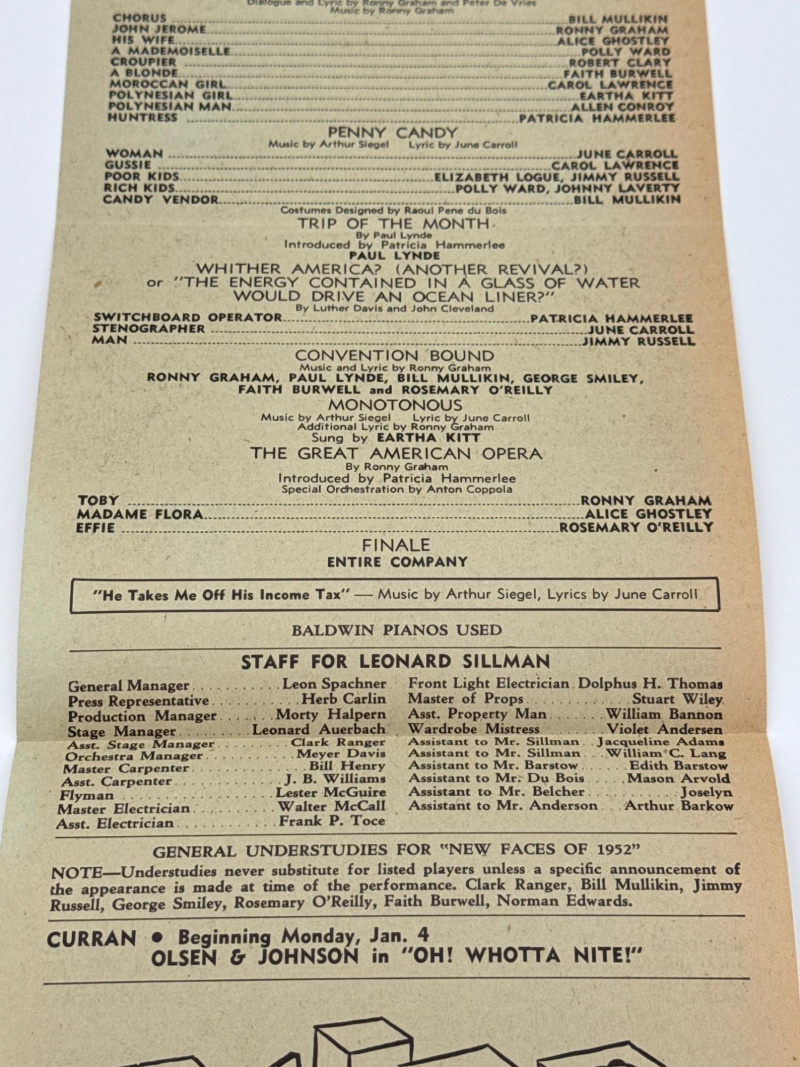 Dialogue and Lyric by Ronny Graham and Peter De Vries
Music by Ronny Graham
CHORUS ........ BILL MULLIKIN
JOHN JEROME ........ RONNY GRAHAM
HIS WIFE ........ ALICE GHOSTLEY
A MADEMOISELLE ........ POLLY WARD
CROUPIER ........ ROBERT CLARY
A BLONDE ........ FAITH BURWELL
MOROCCAN GIRL ........ CAROL LAWRENCE
POLYNESIAN GIRL ........ EARTHA KITT
POLYNESIAN MAN ........ ALLEN CONROY
HUNTRESS ........ PATRICIA HAMMERLEE
PENNY CANDY
Music by Arthur Siegel Lyric by June Carroll
WOMAN ........ JUNE CARROLL
GUSSIE ........ CAROL LAWRENCE
POOR KIDS ........ ELIZABETH LOGUE, JIMMY RUSSELL
RICH KIDS ........ POLLY WARD, JOHNNY LAVERTY
CANDY VENDOR ........ BILL MULLIKIN
Costumes Designed by Raoul Pene du Bois
TRIP OF THE MONTH
By Paul Lynde
Introduced by Patricia Hammerlee
PAUL LYNDE
WHITHER AMERICA? (ANOTHER REVIVAL?)
or "THE ENERGY CONTAINED IN A GLASS OF WATER
WOULD DRIVE AN OCEAN LINER?"
By Luther Davis and John Cleveland
SWITCHBOARD OPERATOR ........ PATRICIA HAMMERLEE
STENOGRAPHER ........ JUNE CARROLL
MAN ........ JIMMY RUSSELL
CONVENTION BOUND
Music and Lyric by Ronny Graham
RONNY GRAHAM, PAUL LYNDE, BILL MULLIKIN, GEORGE SMILEY,
FAITH BURWELL and ROSEMARY O'REILLY
MONOTONOUS
Music by Arthur Siegel Lyric by June Carroll
Additional Lyric by Ronny Graham
Sung by EARTHA KITT
THE GREAT AMERICAN OPERA
By Ronny Graham
Introduced by Patricia Hammerlee
Special Orchestration by Anton Coppola
TOBY ........ RONNY GRAHAM
MADAME FLORA ........ ALICE GHOSTLEY
EFFIE ........ ROSEMARY O'REILLY
FINALE
ENTIRE COMPANY
"He Takes Me Off His Income Tax" — Music by Arthur Siegel, Lyrics by June Carroll
BALDWIN PIANOS USED
STAFF FOR LEONARD SILLMAN
General Manager ........ Leon Spachner
Press Representative ........ Herb Carlin
Production Manager ........ Morty Halpern
Stage Manager ........ Leonard Auerbach
Asst. Stage Manager ........ Clark Ranger
Orchestra Manager ........ Meyer Davis
Master Carpenter ........ Bill Henry
Asst. Carpenter ........ J. B. Williams
Flyman ........ Lester McGuire
Master Electrician ........ Walter McCall
Asst. Electrician ........ Frank P. Toce
Front Light Electrician . Dolphus H. Thomas
Master of Props ........ Stuart Wiley
Asst. Property Man ........ William Bannon
Wardrobe Mistress ........ Violet Andersen
Assistant to Mr. Sillman ... Jacqueline Adams
Assistant to Mr. Sillman ... William C. Lang
Assistant to Mr. Barstow ... Edith Barstow
Assistant to Mr. Du Bois ... Mason Arvold
Assistant to Mr. Belcher ........ Joselyn
Assistant to Mr. Anderson ... Arthur Barkow
GENERAL UNDERSTUDIES FOR "NEW FACES OF 1952"
NOTE—Understudies never substitute for listed players unless a specific announcement of
the appearance is made at time of the performance. Clark Ranger, Bill Mullikin, Jimmy
Russell, George Smiley, Rosemary O'Reilly, Faith Burwell, Norman Edwards.
CURRAN • Beginning Monday, Jan. 4
OLSEN & JOHNSON in "OH! WHOTTA NITE!"